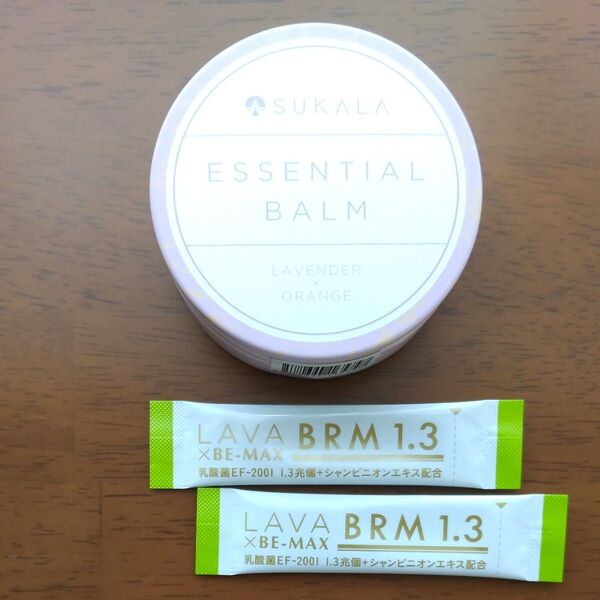 SUKALA
ESSENTIAL
BALM
LAVENDER
×
ORANGE
LAVA BRM 1.3
×BE-MAX
乳酸菌EF-2001 1.3兆個+シャンピニオンエキス配合
LAVA BRM 1.3
×BE-MAX
乳酸菌EF-2001 1.3兆個+シャンピニオンエキス配合